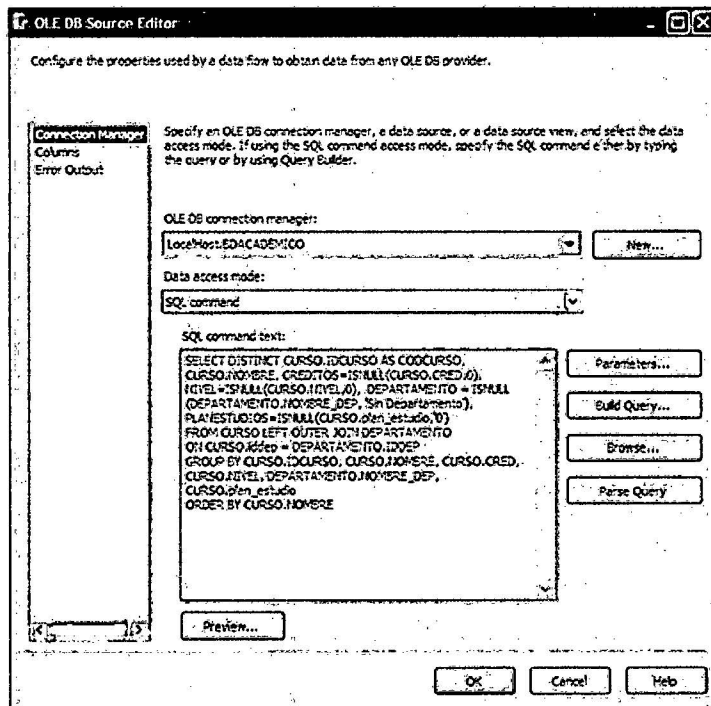 OLE DB Source Editor
Configure the properties used by a data flow to obtain data from any OLE DB provider.
Connection Manager
Columns
Error Output
Specify an OLE DB connection manager, a data source, or a data source view, and select the data
access mode. If using the SQL command access mode, specify the SQL command either by typing
the query or by using Query Builder.
OLE DB connection manager:
LocalHost.BDACADEMICO
New...
Data access mode:
SQL command
SQL command text:
SELECT DISTINCT CURSO.IDCURSO AS CODCURSO,
CURSO.NOMBRE, CREDITOS=ISNULL(CURSO.CRED,0),
NIVEL=ISNULL(CURSO.NIVEL,0), DEPARTAMENTO = ISNULL
(DEPARTAMENTO.NOMBRE_DEP, 'Sin Departamento'),
PLANESTUDIOS=ISNULL(CURSO.plan_estudio,'0')
FROM CURSO LEFT OUTER JOIN DEPARTAMENTO
ON CURSO.iddep = DEPARTAMENTO.IDDEP
GROUP BY CURSO.IDCURSO, CURSO.NOMBRE, CURSO.CRED,
CURSO.NIVEL, DEPARTAMENTO.NOMBRE_DEP,
CURSO.plan_estudio
ORDER BY CURSO.NOMBRE
Parameters...
Build Query...
Browse...
Parse Query
Preview...
OK
Cancel
Help